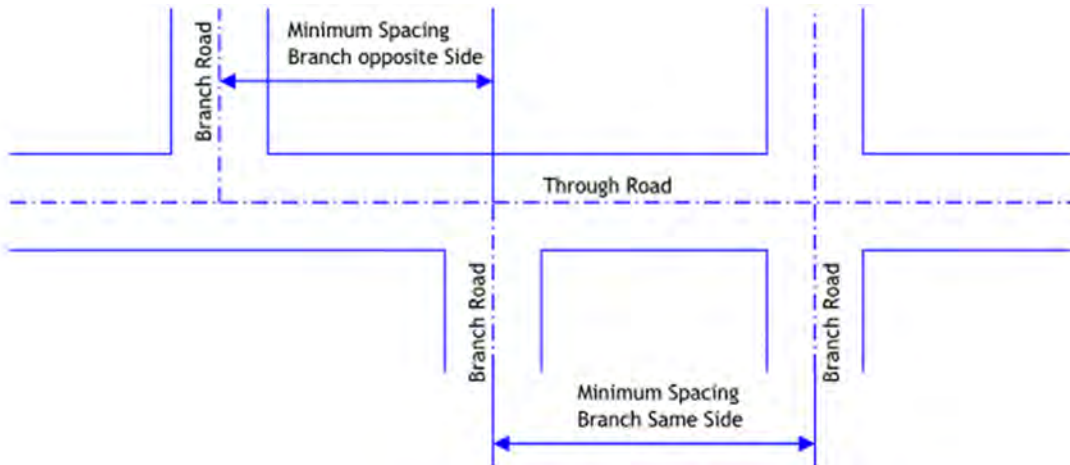 Minimum Spacing
Branch opposite Side
Branch Road
Through Road
Branch Road
Branch Road
Minimum Spacing
Branch Same Side